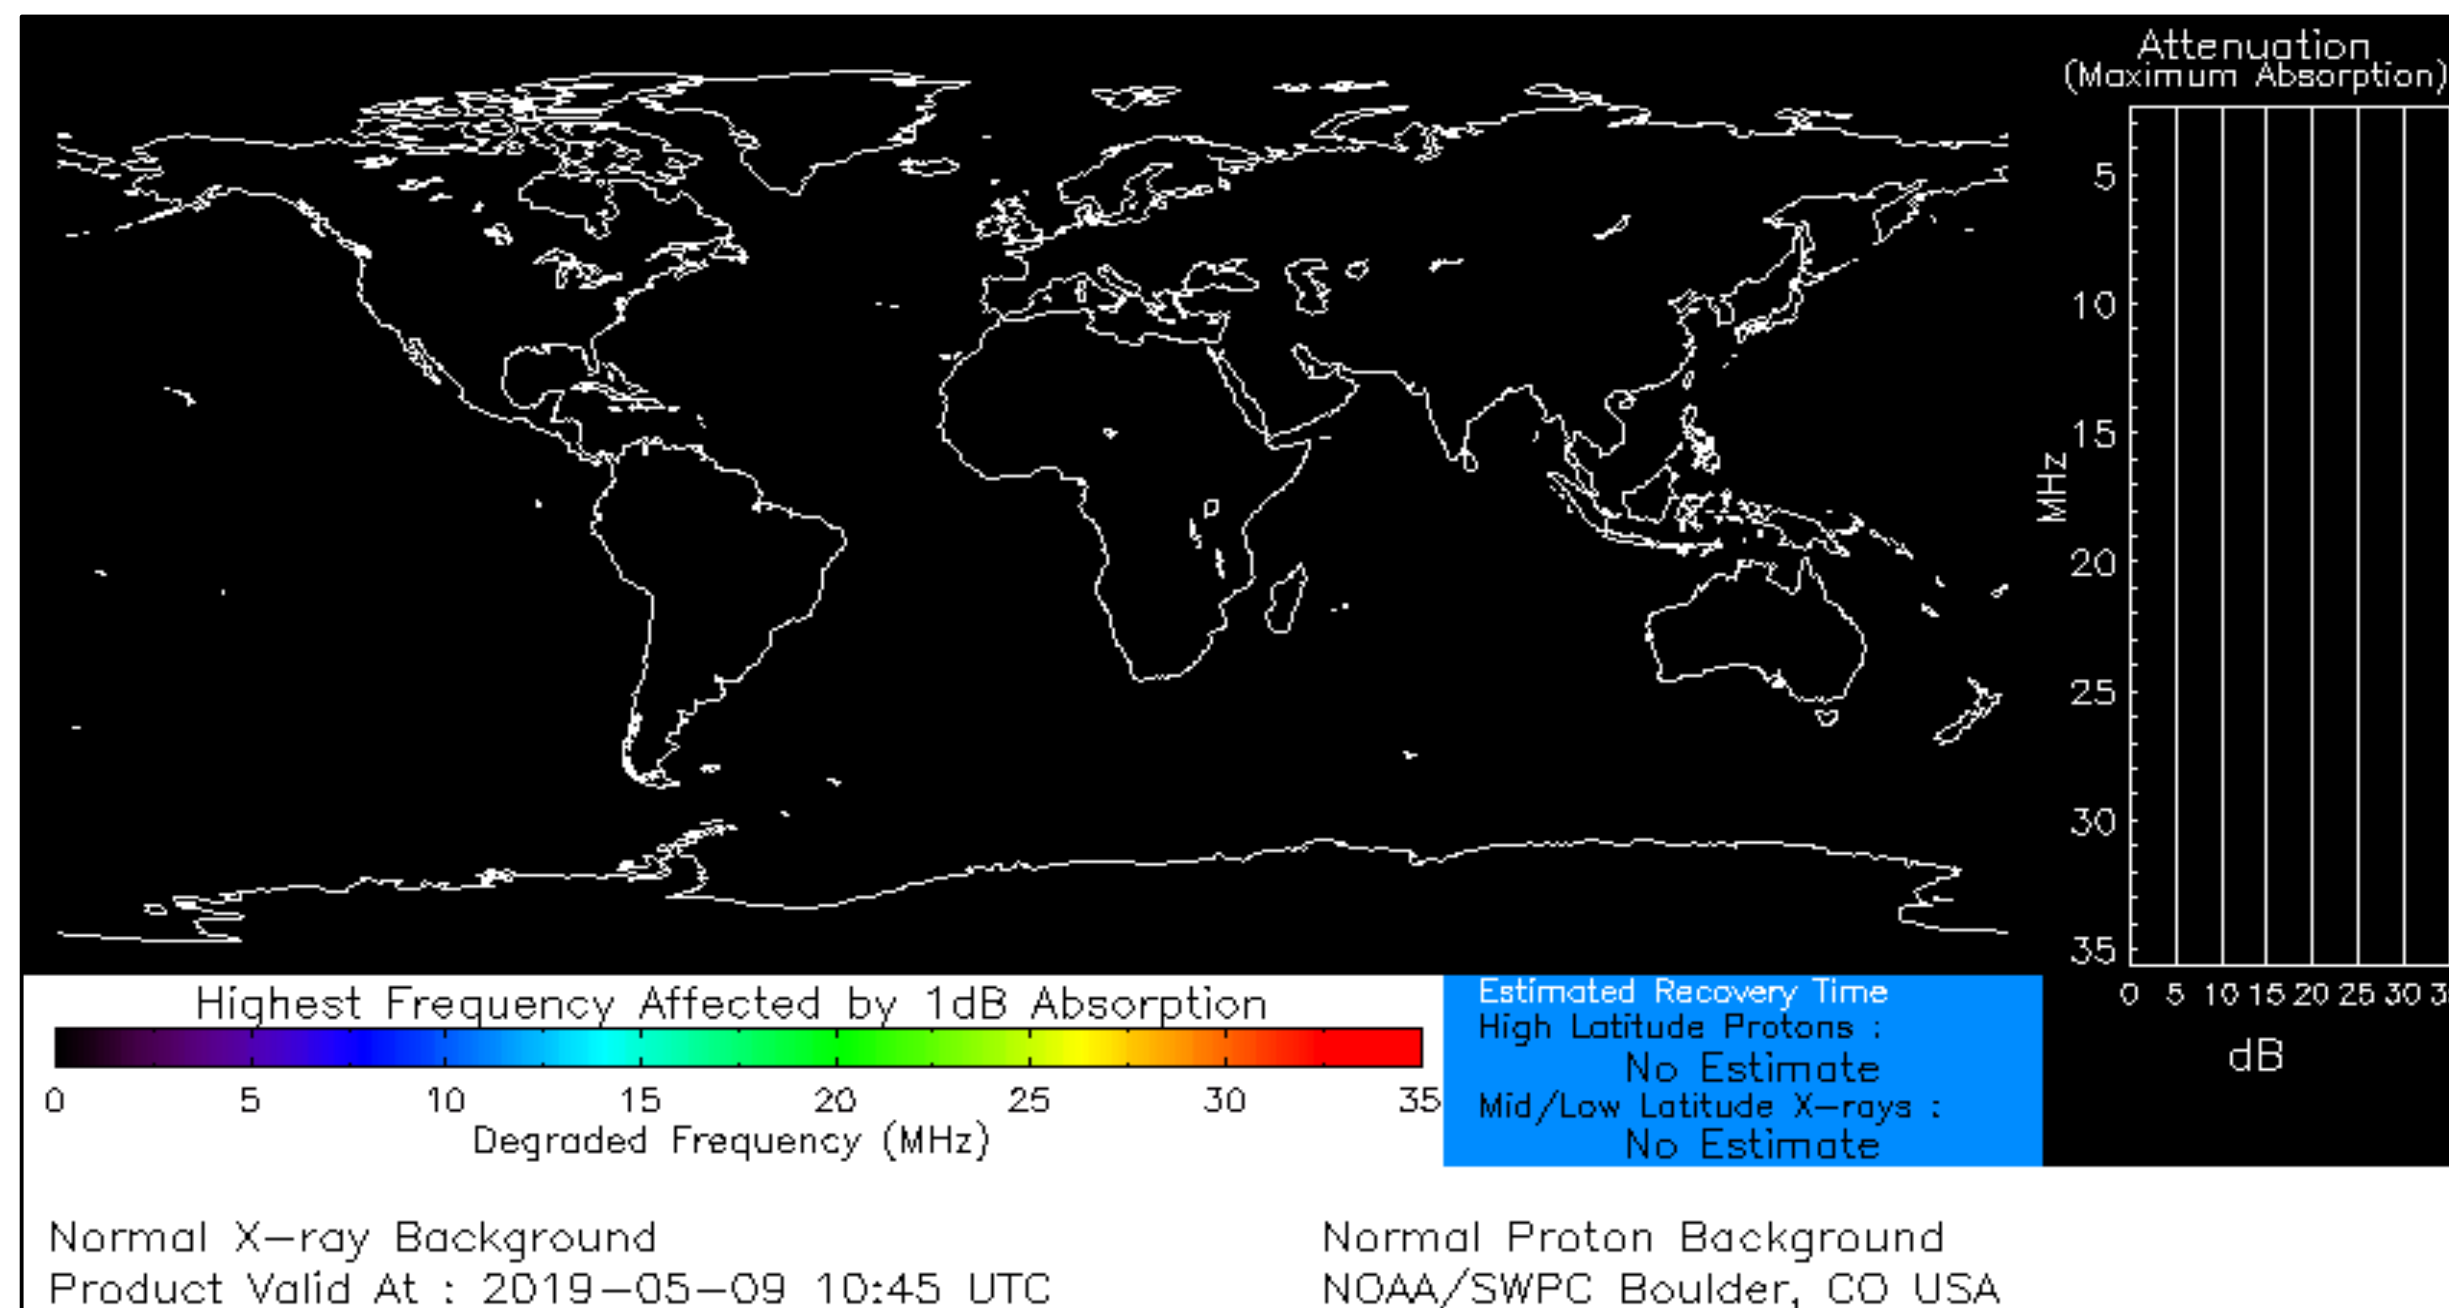 Attenuation
(Maximum Absorption)
5
10
15
20
25
30
35
MHz
0 5 10 15 20 25 30
dB
Highest Frequency Affected by 1dB Absorption
0 5 10 15 20 25 30 35
Degraded Frequency (MHz)
Estimated Recovery Time
High Latitude Protons :
No Estimate
Mid/Low Latitude X-rays :
No Estimate
Normal X-ray Background
Normal Proton Background
Product Valid At : 2019-05-09 10:45 UTC
NOAA/SWPC Boulder, CO USA